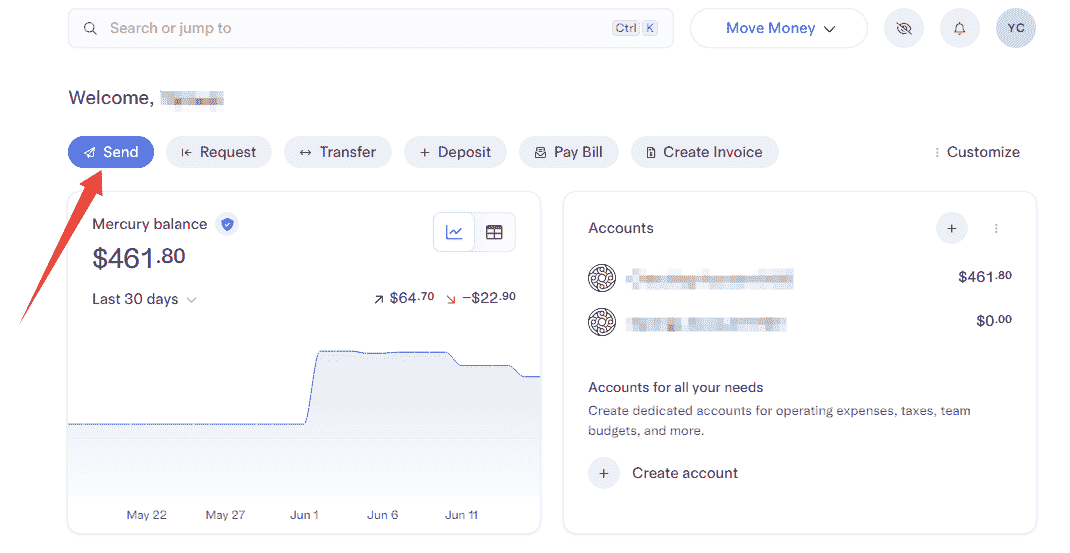 Search or jump to Ctrl K Move Money YC
Welcome,
Send Request Transfer Deposit Pay Bill Create Invoice Customize
Mercury balance
$461.80
Last 30 days $64.70 −$22.90
May 22 May 27 Jun 1 Jun 6 Jun 11
Accounts
$461.80
$0.00
Accounts for all your needs
Create dedicated accounts for operating expenses, taxes, team
budgets, and more.
Create account